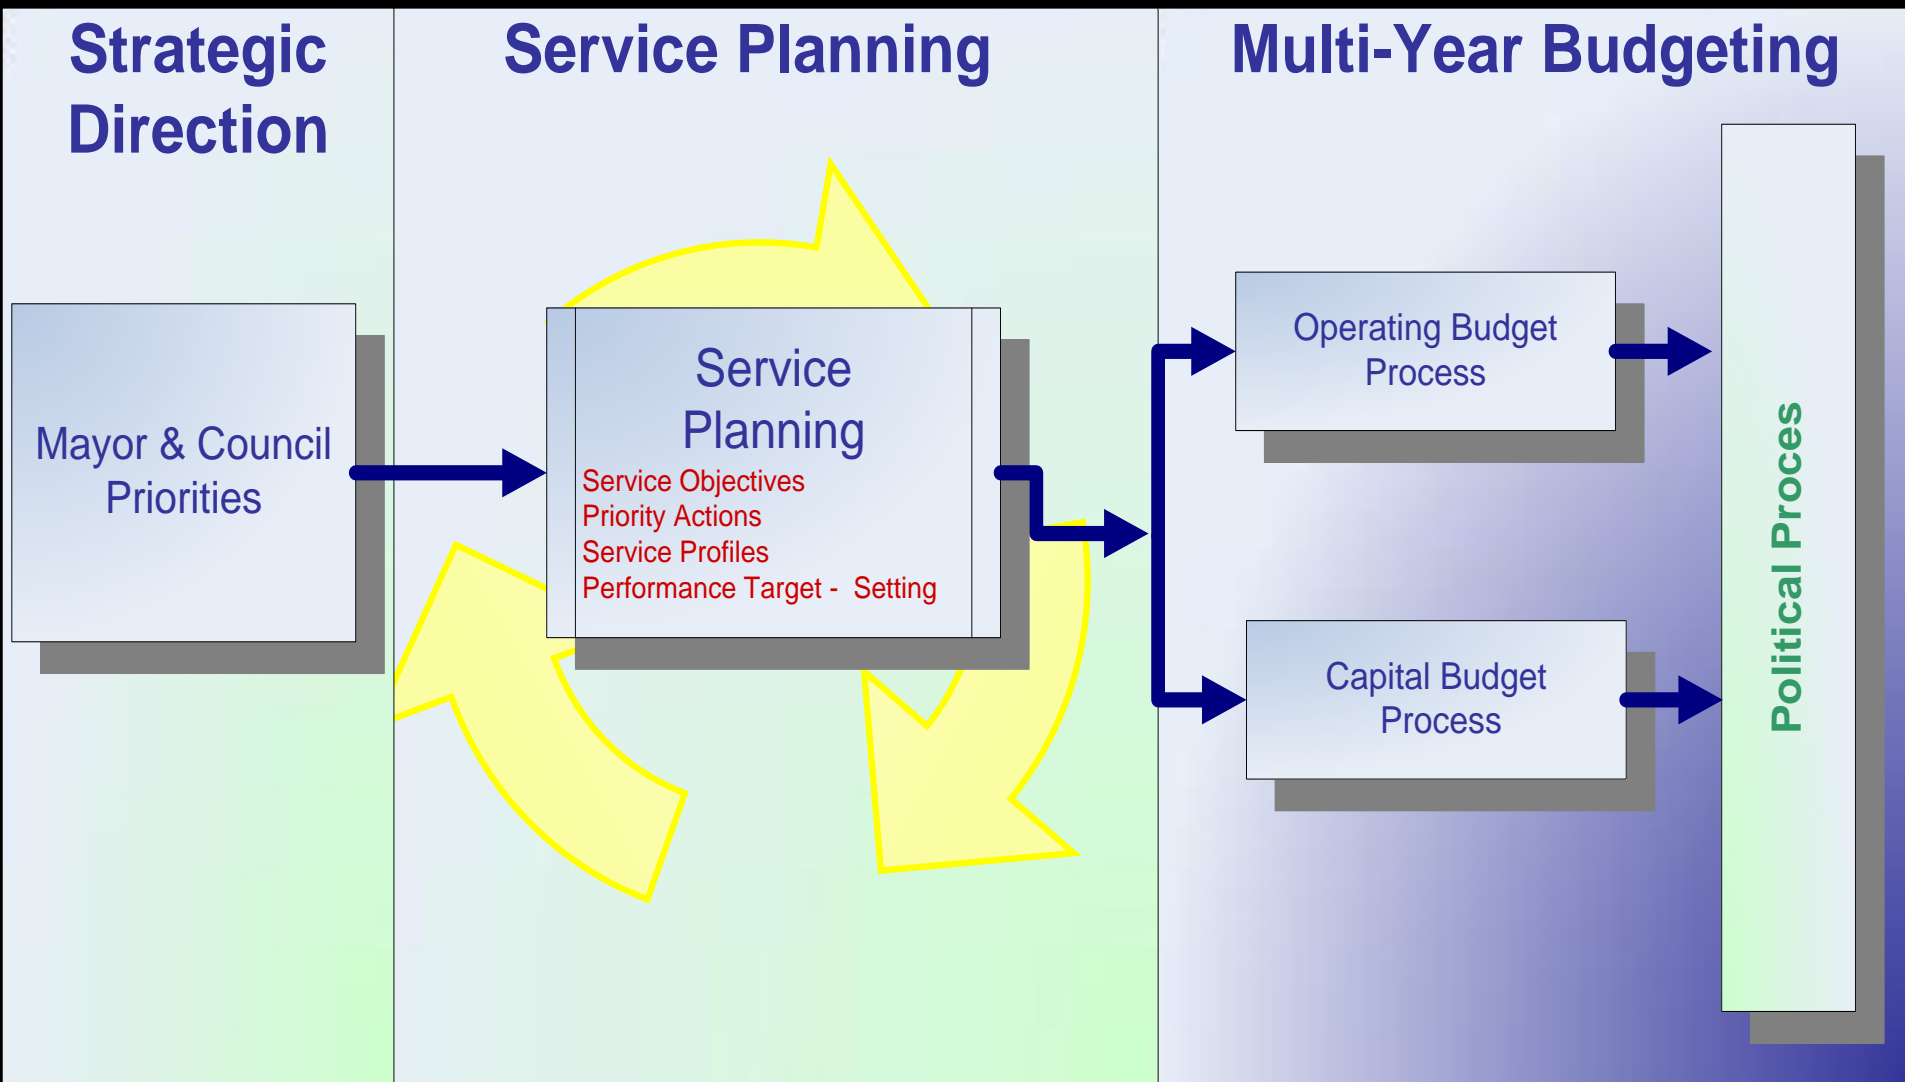 Strategic
Direction
Service Planning
Multi-Year Budgeting
Mayor & Council
Priorities
Service
Planning
Service Objectives
Priority Actions
Service Profiles
Performance Target -  Setting
Operating Budget
Process
Capital Budget
Process
Political Proces